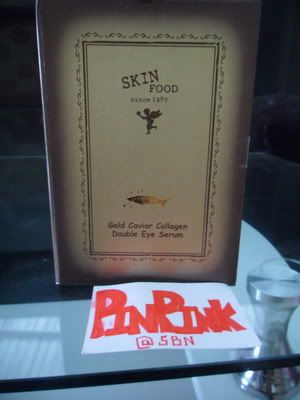 SKIN
FOOD
since 1957
Gold Caviar Collagen
Double Eye Serum
PINPINK
@SBN